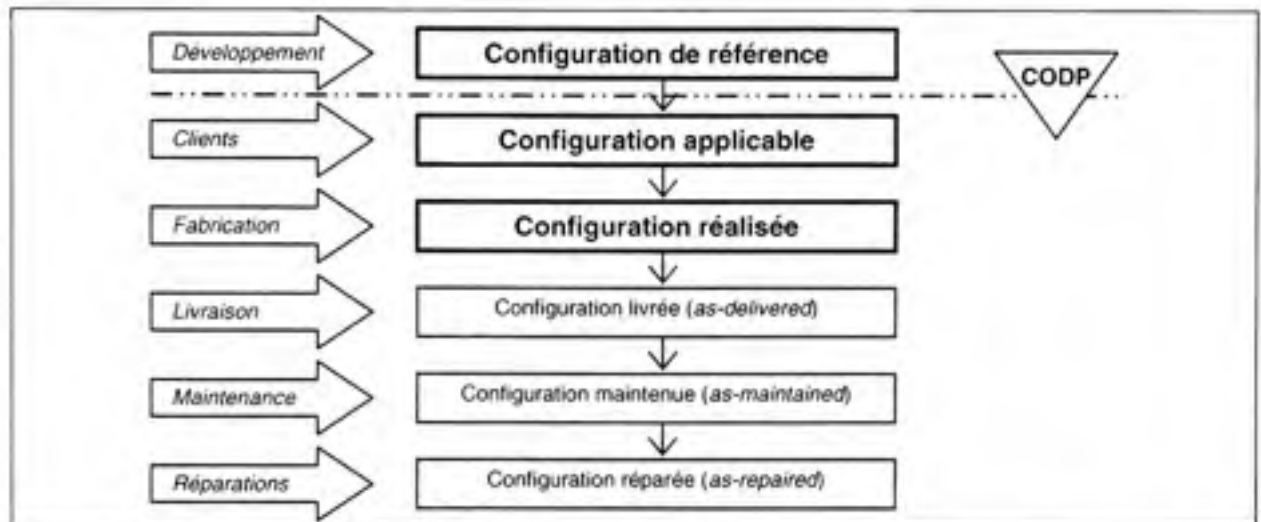 Développement
Configuration de référence
CODP
Clients
Configuration applicable
Fabrication
Configuration réalisée
Livraison
Configuration livrée (as-delivered)
Maintenance
Configuration maintenue (as-maintained)
Réparations
Configuration réparée (as-repaired)